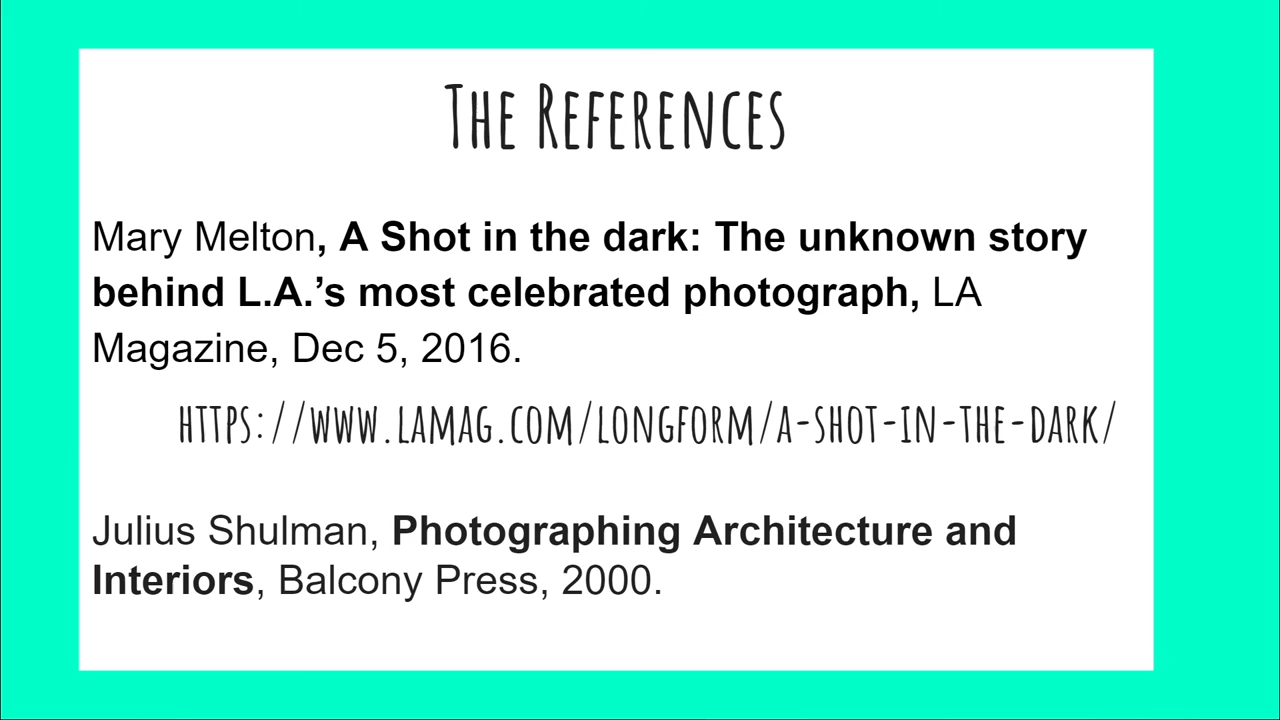 The References
Mary Melton, A Shot in the dark: The unknown story
behind L.A.’s most celebrated photograph, LA
Magazine, Dec 5, 2016.
https://www.lamag.com/longform/a-shot-in-the-dark/
Julius Shulman, Photographing Architecture and
Interiors, Balcony Press, 2000.